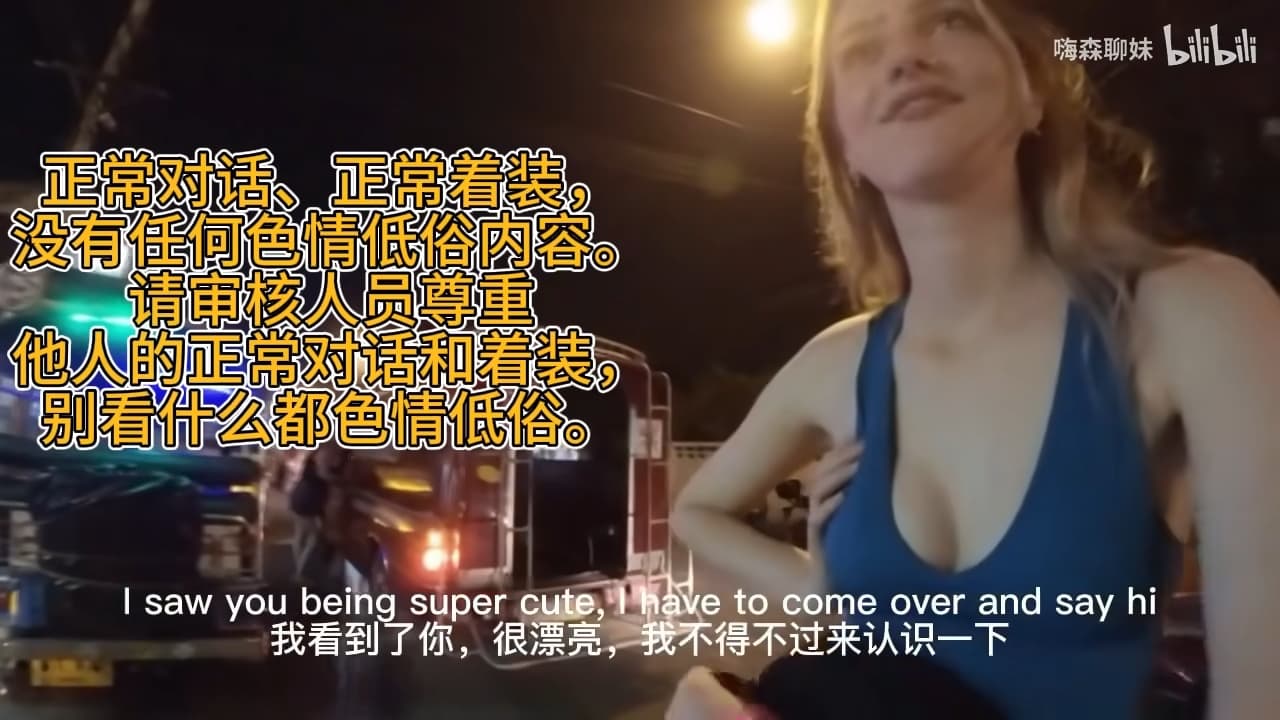 嗨森聊妹 bilibili
正常对话、正常着装，
没有任何色情低俗内容。
请审核人员尊重
他人的正常对话和着装，
别看什么都色情低俗。
I saw you being super cute, I have to come over and say hi
我看到了你，很漂亮，我不得不过来认识一下